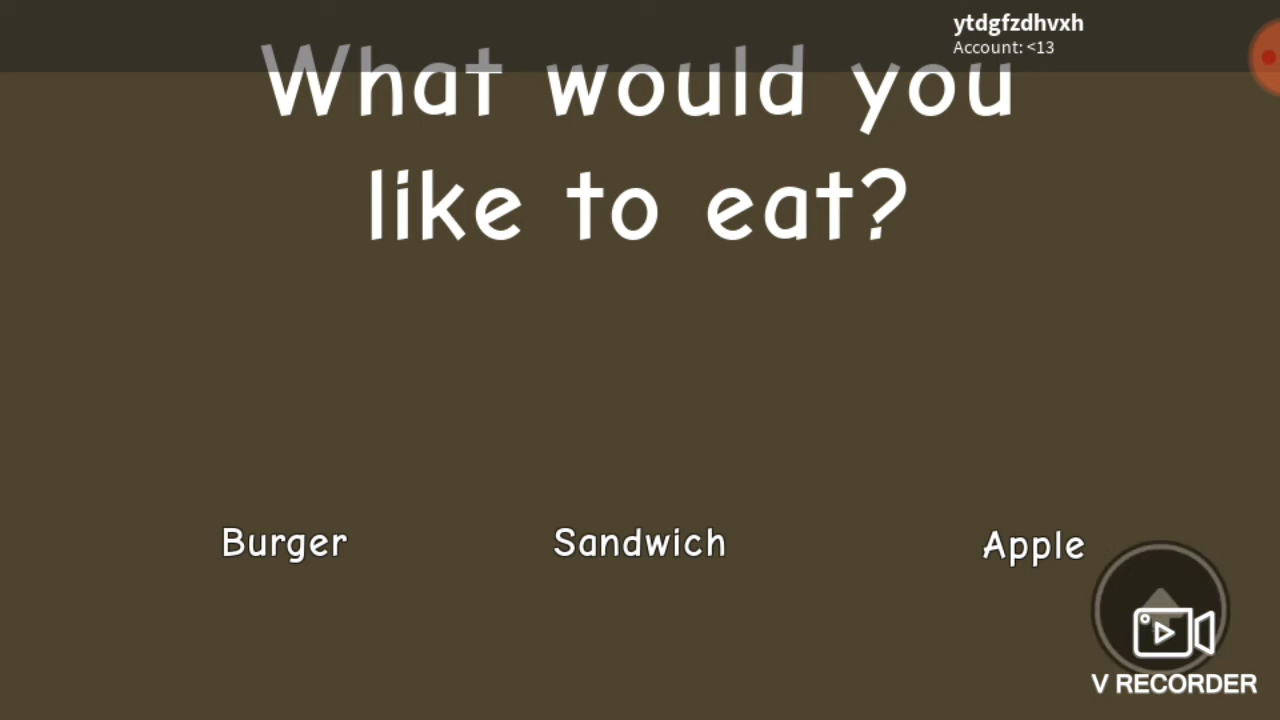 ytdgfzdhvxh
Account: <13
What would you
like to eat?
Burger Sandwich Apple
V RECORDER